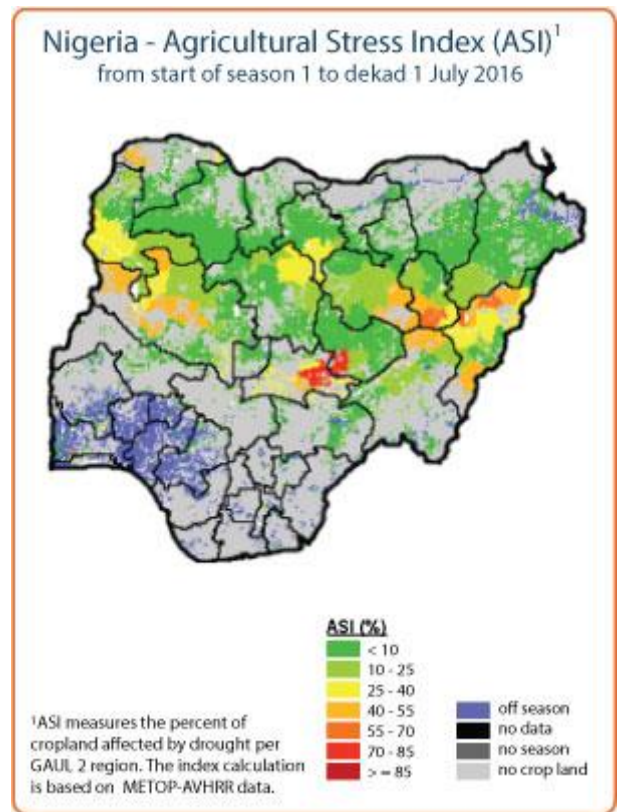 Nigeria - Agricultural Stress Index (ASI)¹
from start of season 1 to dekad 1 July 2016
ASI (%)
< 10
10 - 25
25 - 40
40 - 55
55 - 70
70 - 85
> = 85
off season
no data
no season
no crop land
¹ASI measures the percent of
cropland affected by drought per
GAUL 2 region. The index calculation
is based on METOP-AVHRR data.